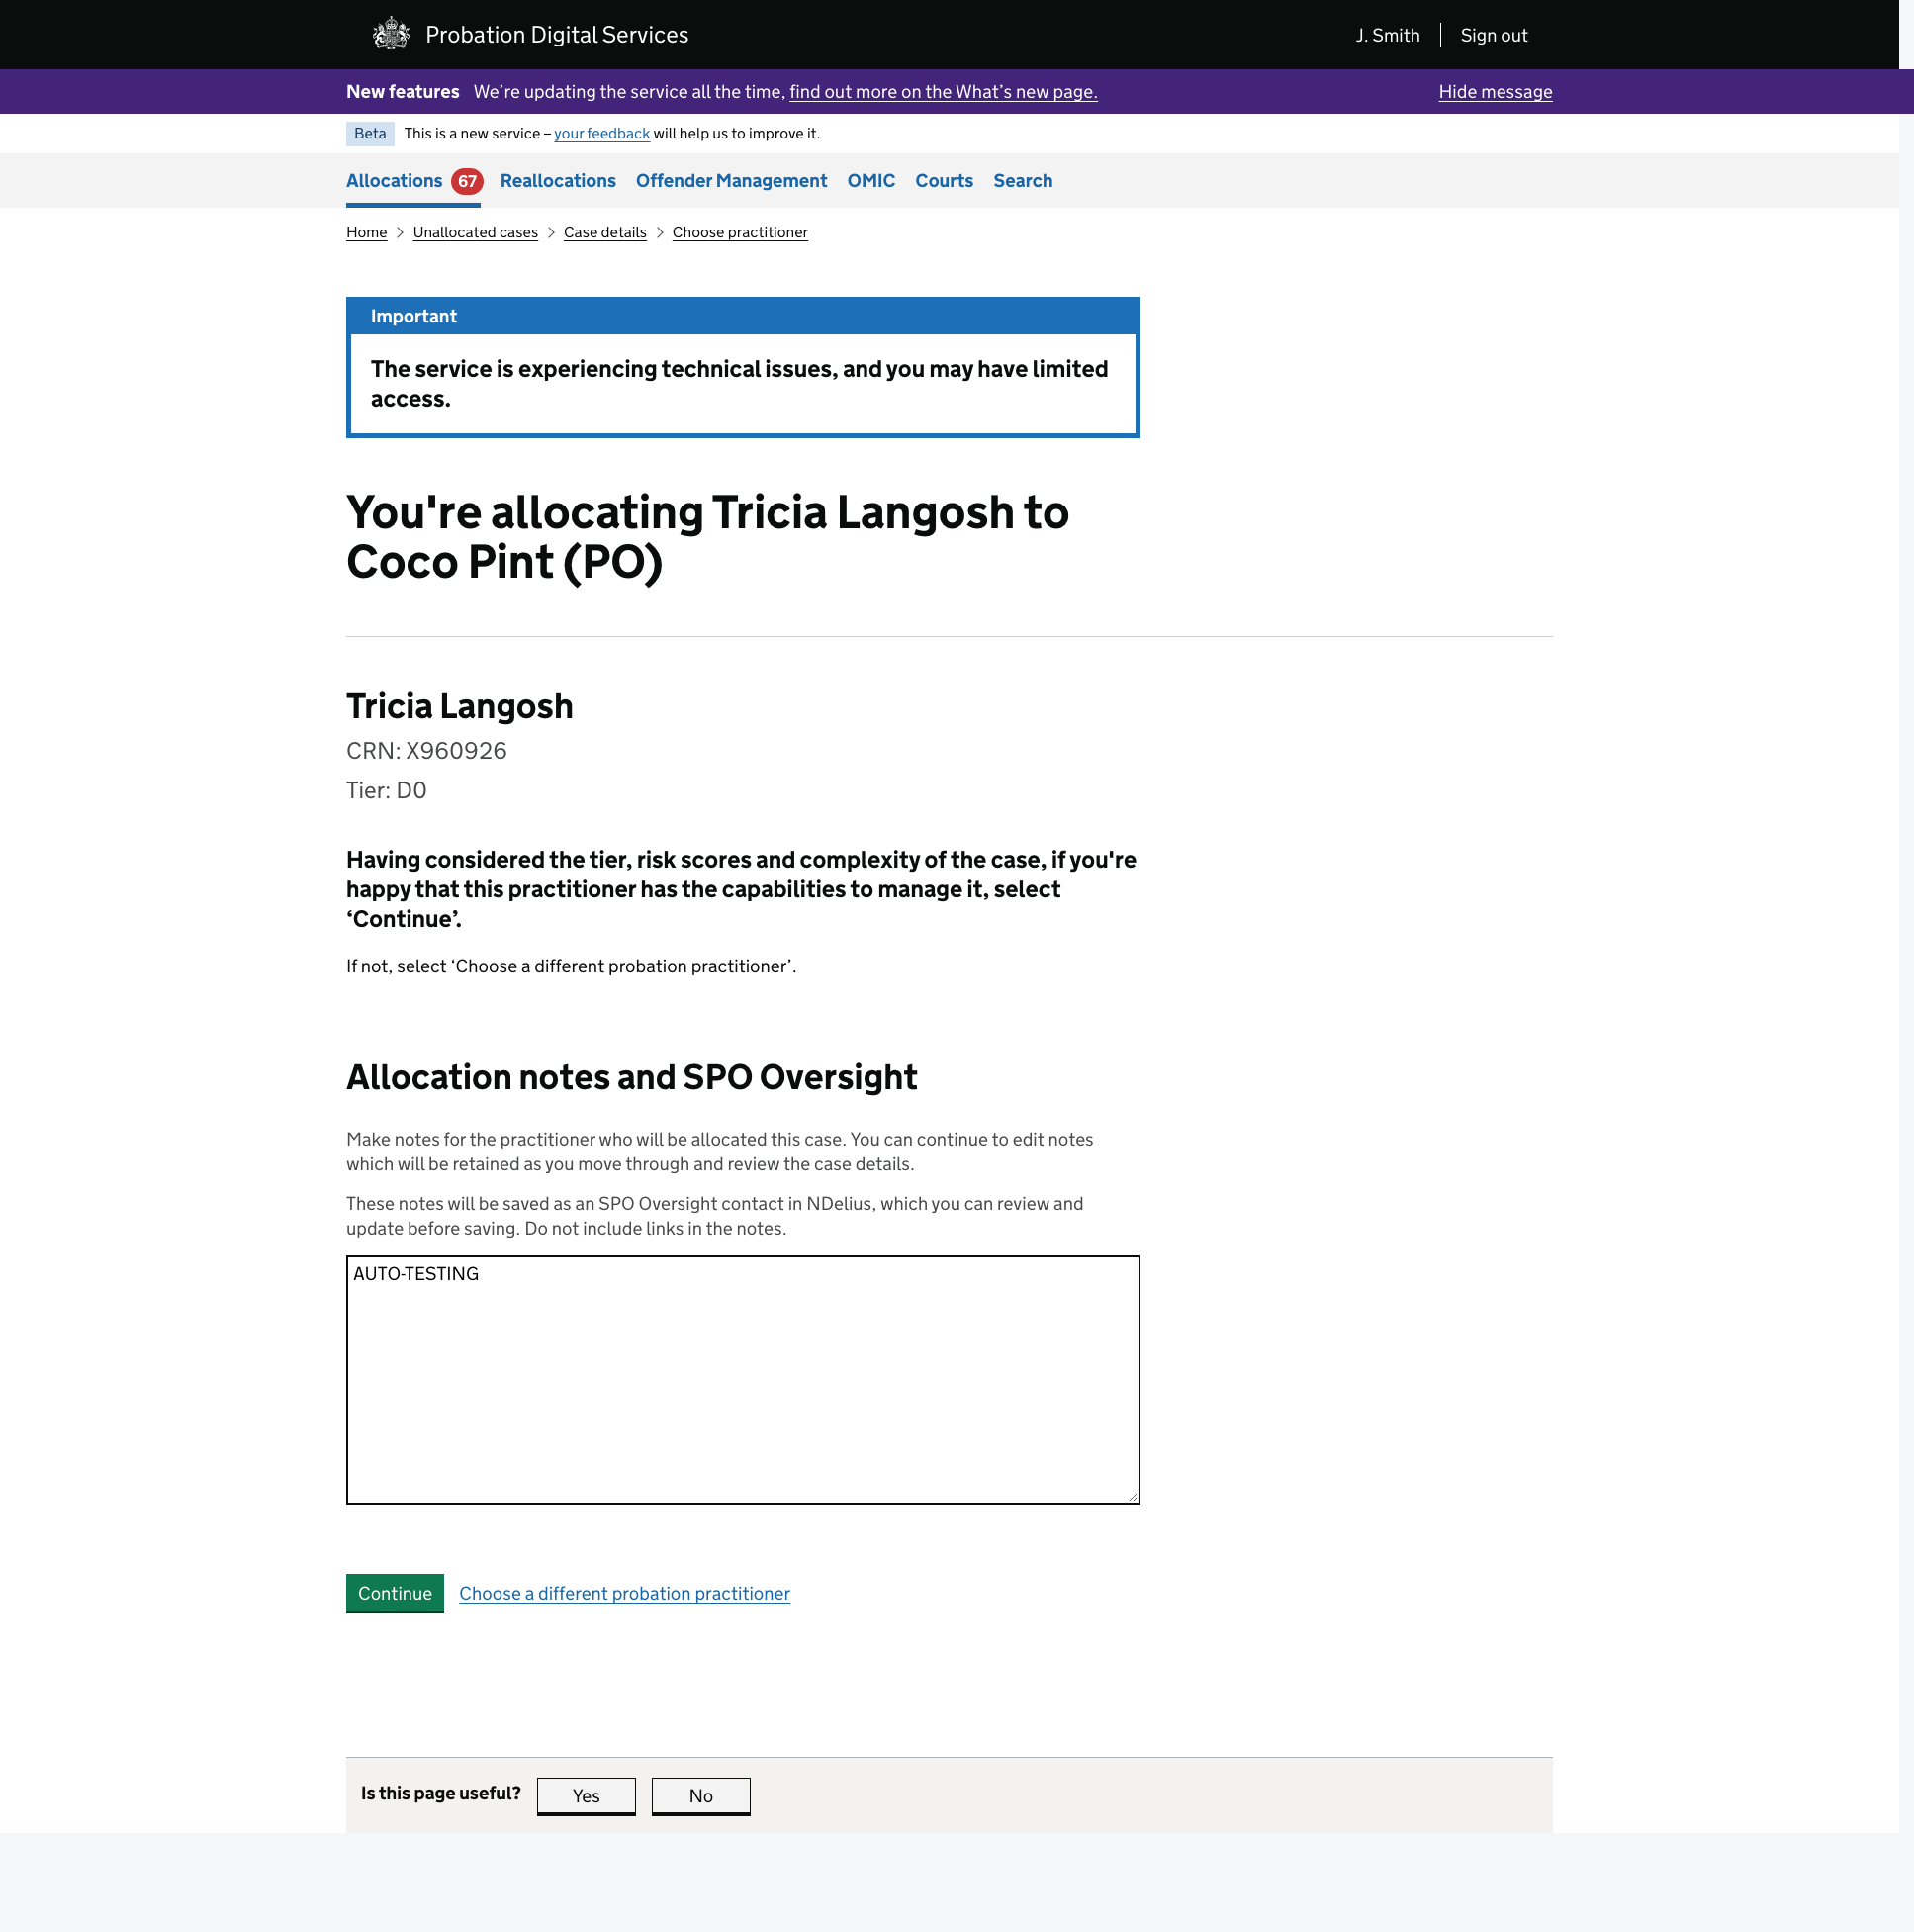 Probation Digital Services
J. Smith
Sign out
New features We’re updating the service all the time, find out more on the What’s new page.
Hide message
Beta This is a new service – your feedback will help us to improve it.
Allocations 67 Reallocations Offender Management OMIC Courts Search
Home Unallocated cases Case details Choose practitioner
Important
The service is experiencing technical issues, and you may have limited
access.
You're allocating Tricia Langosh to
Coco Pint (PO)
Tricia Langosh
CRN: X960926
Tier: D0
Having considered the tier, risk scores and complexity of the case, if you're
happy that this practitioner has the capabilities to manage it, select
‘Continue’.
If not, select ‘Choose a different probation practitioner’.
Allocation notes and SPO Oversight
Make notes for the practitioner who will be allocated this case. You can continue to edit notes
which will be retained as you move through and review the case details.
These notes will be saved as an SPO Oversight contact in NDelius, which you can review and
update before saving. Do not include links in the notes.
AUTO-TESTING
Continue Choose a different probation practitioner
Is this page useful? Yes No